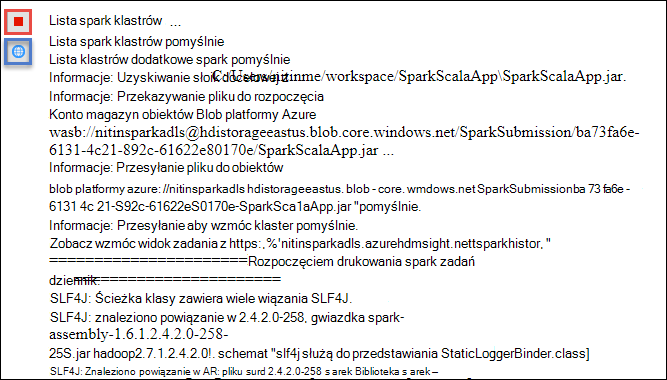 Lista spark klastrów ...
Lista spark klastrów pomyślnie
Lista klastrów dodatkowe spark pomyślnie
Informacje: Uzyskiwanie słoik docelowej z C:/Users/nitinme/workspace/SparkScalaApp\SparkScalaApp.jar.
Informacje: Przekazywanie pliku do rozpoczęcia
Konto magazyn obiektów Blob platformy Azure
wasb://nitinsparkadls@hdistorageeastus.blob.core.windows.net/SparkSubmission/ba73fa6e-
6131-4c21-892c-61622e80170e/SparkScalaApp.jar ...
Informacje: Przesyłanie pliku do obiektów
blob platformy azure://nitinsparkadls hdistorageeastus. blob - core. wmdows.net SparkSubmissionba 73 fa6e -
6131 4c 21-S92c-61622eS0170e-SparkSca1aApp.jar "pomyślnie.
Informacje: Przesyłanie aby wzmóc klaster pomyślnie.
Zobacz wzmóc widok zadania z https:,%'nitinsparkadls.azurehdmsight.nettsparkhistor, "
======================Rozpoczęciem drukowania spark zadań
dziennik.=======================
SLF4J: Ścieżka klasy zawiera wiele wiązania SLF4J.
SLF4J: znaleziono powiązanie w 2.4.2.0-258, gwiazdka spark-
assembly-1.6.1.2.4.2.0-258-
25S.jar hadoop2.7.1.2.4.2.0!. schemat "slf4j służą do przedstawiania StaticLoggerBinder.class]
SLF4J: Znaleziono powiązanie w AR: pliku surd 2.4.2.0-258 s arek Biblioteka s arek –